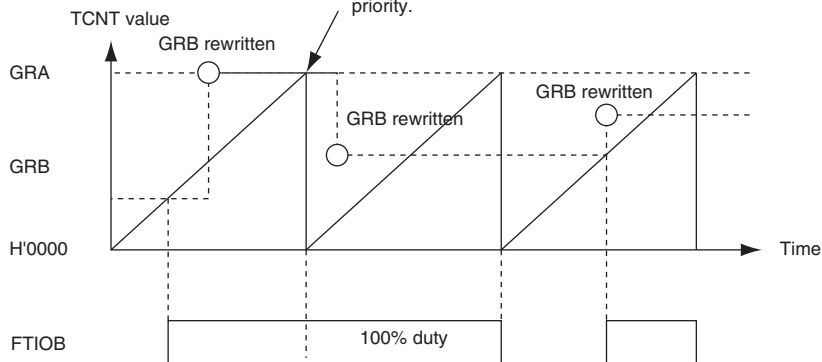 priority.
TCNT value
GRB rewritten
GRA
GRB rewritten
GRB rewritten
GRB
H'0000
Time
FTIOB
100% duty